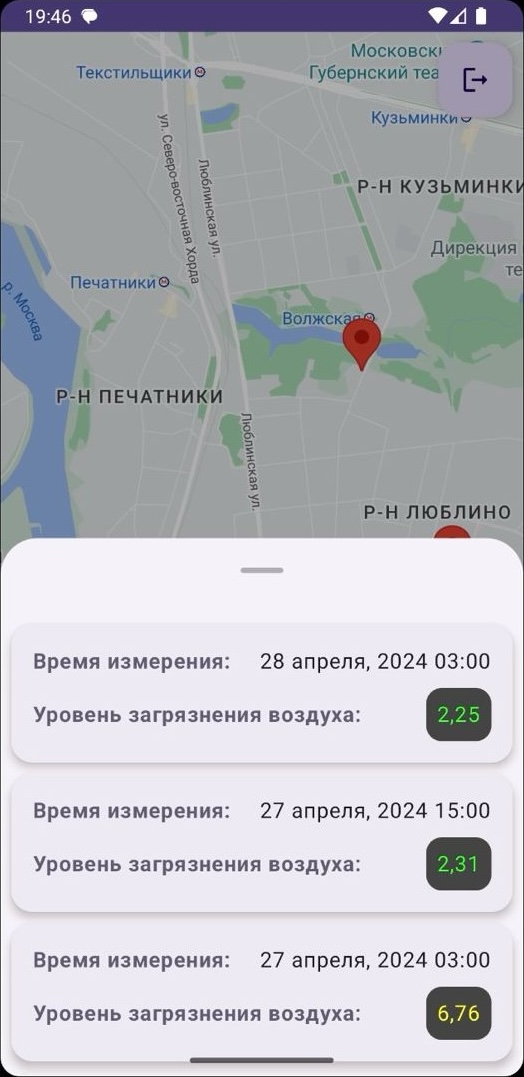 19:46
Московск
Губернский теа
Текстильщики
Кузьминки
ул. Северо-восточная Хорда
Люблинская ул.
Р-Н КУЗЬМИНКИ
Дирекция
те
Печатники
р. Москва
Волжская
Р-Н ПЕЧАТНИКИ
Люблинская ул.
Р-Н ЛЮБЛИНО
Время измерения: 28 апреля, 2024 03:00
Уровень загрязнения воздуха: 2,25
Время измерения: 27 апреля, 2024 15:00
Уровень загрязнения воздуха: 2,31
Время измерения: 27 апреля, 2024 03:00
Уровень загрязнения воздуха: 6,76